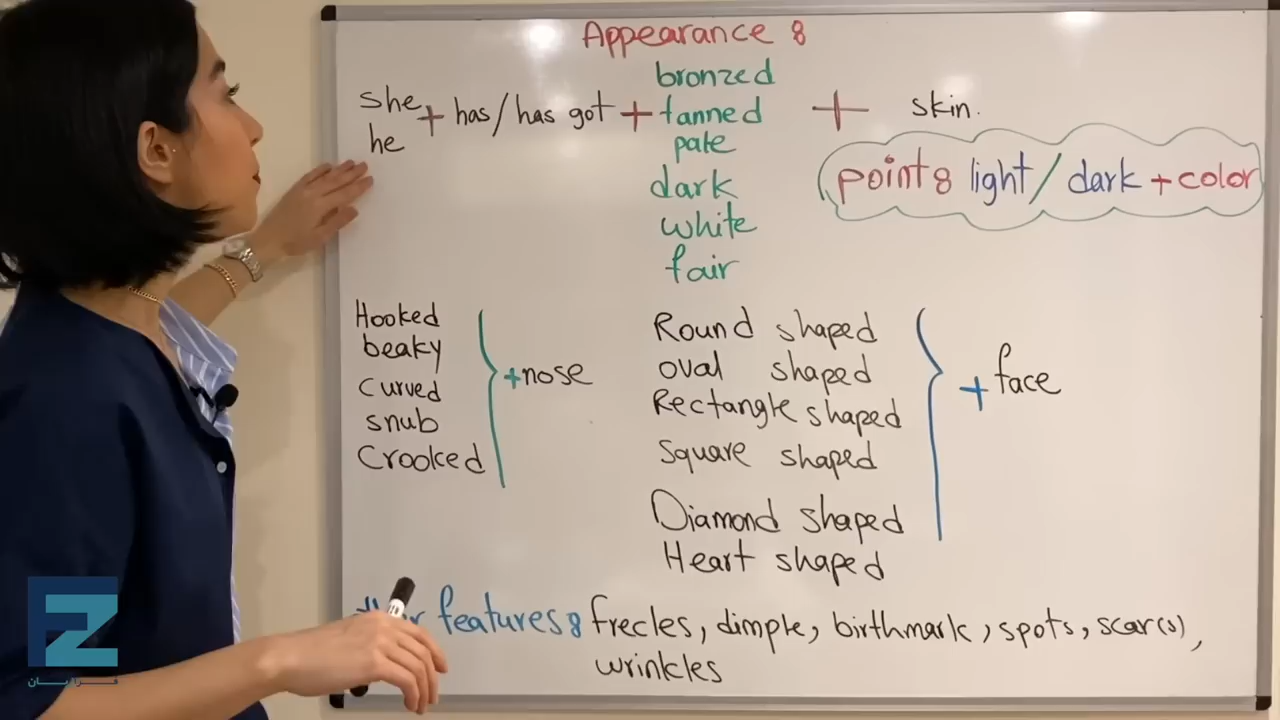 Appearance :
she
he
+ has / has got +
bronzed
tanned
pale
dark
white
fair
+ skin.
point: light / dark + color
Hooked
beaky
curved
snub
Crooked
+ nose
Round shaped
oval shaped
Rectangle shaped
Square shaped
Diamond shaped
Heart shaped
+ face
features: frecles, dimple, birthmark, spots, scar(s),
wrinkles
FZ
فرازبان